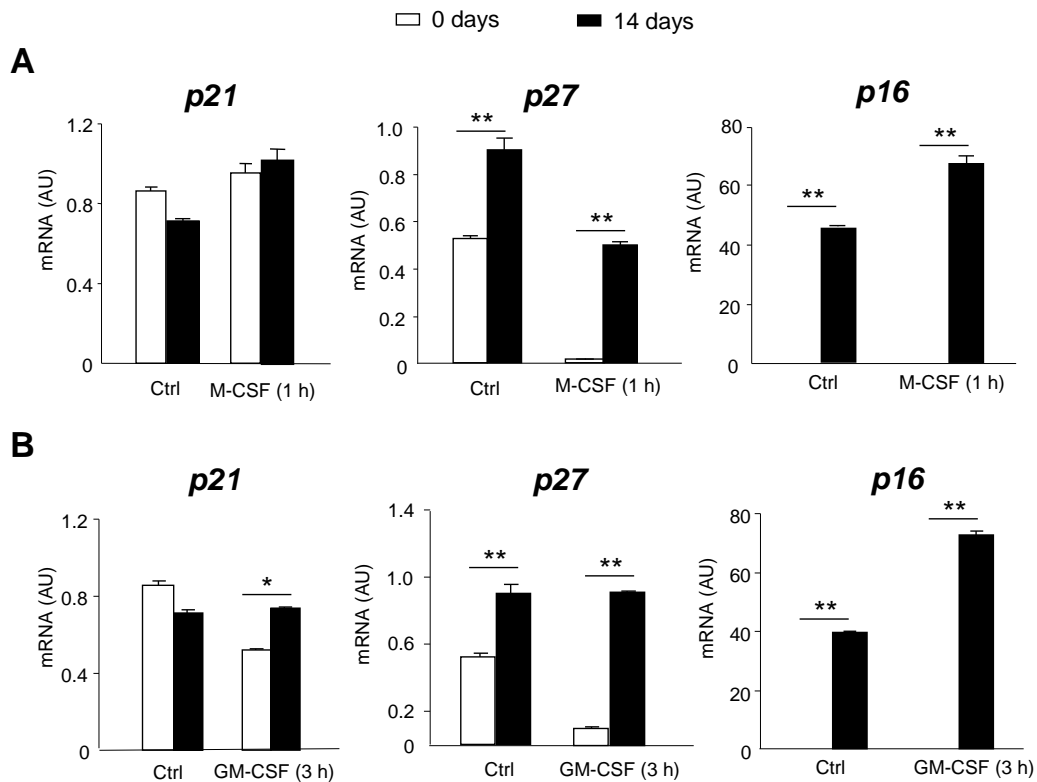 0 days 14 days
A
p21 p27 p16
** ** ** **
mRNA (AU) mRNA (AU) mRNA (AU)
1.2
0.8
0.4
0
1.0
0.8
0.6
0.4
0.2
0
80
60
40
20
0
Ctrl M-CSF (1 h) Ctrl M-CSF (1 h) Ctrl M-CSF (1 h)
B
p21 p27 p16
* ** ** ** **
mRNA (AU) mRNA (AU) mRNA (AU)
1.2
0.8
0.4
0
1.4
1.0
0.6
0.2
0
80
60
40
20
0
Ctrl GM-CSF (3 h) Ctrl GM-CSF (3 h) Ctrl GM-CSF (3 h)